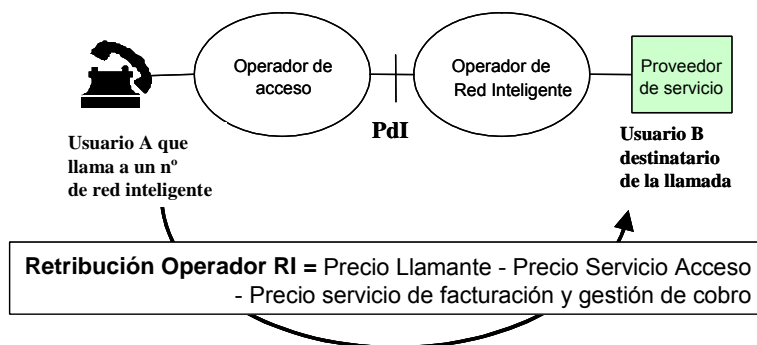 Operador de
acceso
Operador de
Red Inteligente
Proveedor
de servicio
PdI
Usuario A que
llama a un nº
de red inteligente
Usuario B
destinatario
de la llamada
Retribución Operador RI = Precio Llamante - Precio Servicio Acceso
- Precio servicio de facturación y gestión de cobro